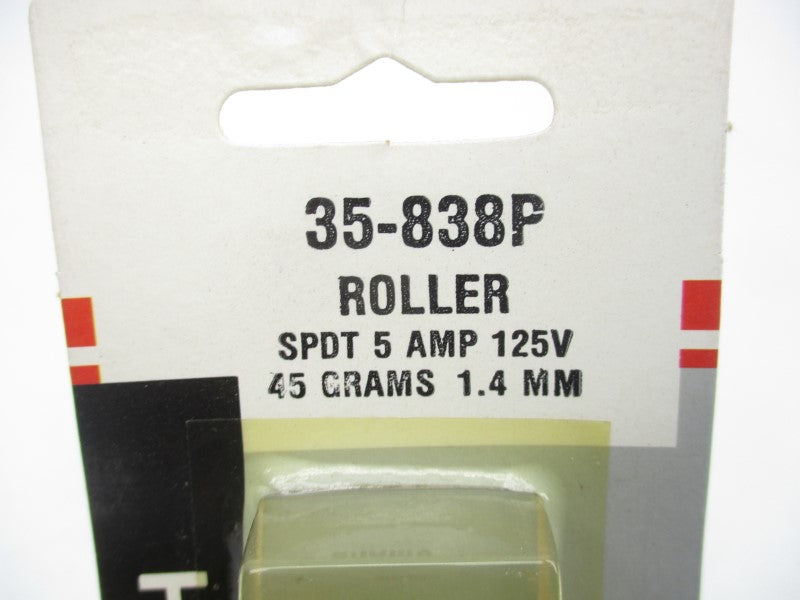 35-838P
ROLLER
SPDT 5 AMP 125V
45 GRAMS 1.4 MM